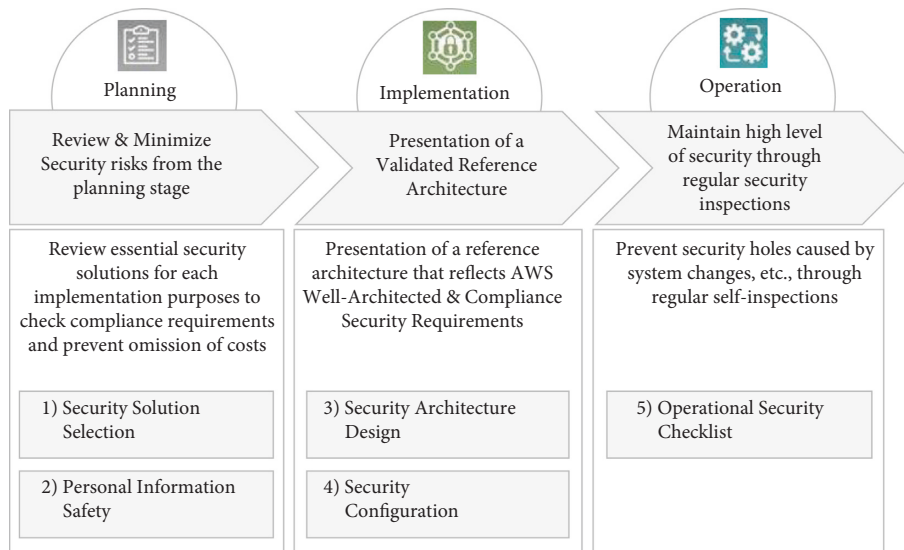 Planning
Review & Minimize
Security risks from the
planning stage
Review essential security
solutions for each
implementation purposes to
check compliance requirements
and prevent omission of costs
1) Security Solution
Selection
2) Personal Information
Safety
Implementation
Presentation of a
Validated Reference
Architecture
Presentation of a reference
architecture that reflects AWS
Well-Architected & Compliance
Security Requirements
3) Security Architecture
Design
4) Security
Configuration
Operation
Maintain high level
of security through
regular security
inspections
Prevent security holes caused by
system changes, etc., through
regular self-inspections
5) Operational Security
Checklist